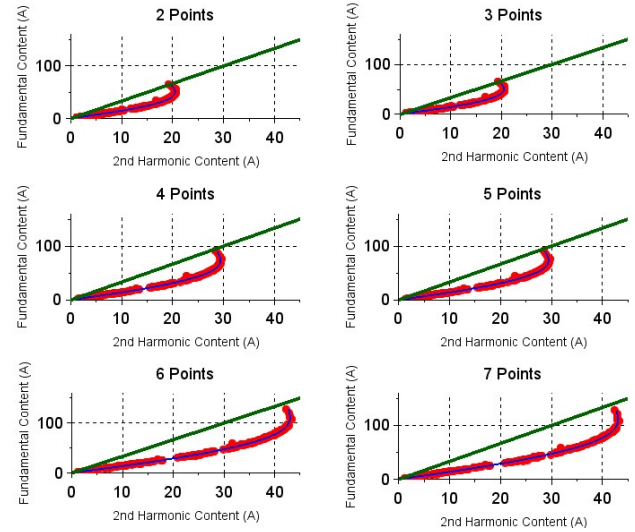 2 Points
Fundamental Content (A)
100
0
0 10 20 30 40
2nd Harmonic Content (A)
3 Points
Fundamental Content (A)
100
0
0 10 20 30 40
2nd Harmonic Content (A)
4 Points
Fundamental Content (A)
100
0
0 10 20 30 40
2nd Harmonic Content (A)
5 Points
Fundamental Content (A)
100
0
0 10 20 30 40
2nd Harmonic Content (A)
6 Points
Fundamental Content (A)
100
0
0 10 20 30 40
2nd Harmonic Content (A)
7 Points
Fundamental Content (A)
100
0
0 10 20 30 40
2nd Harmonic Content (A)